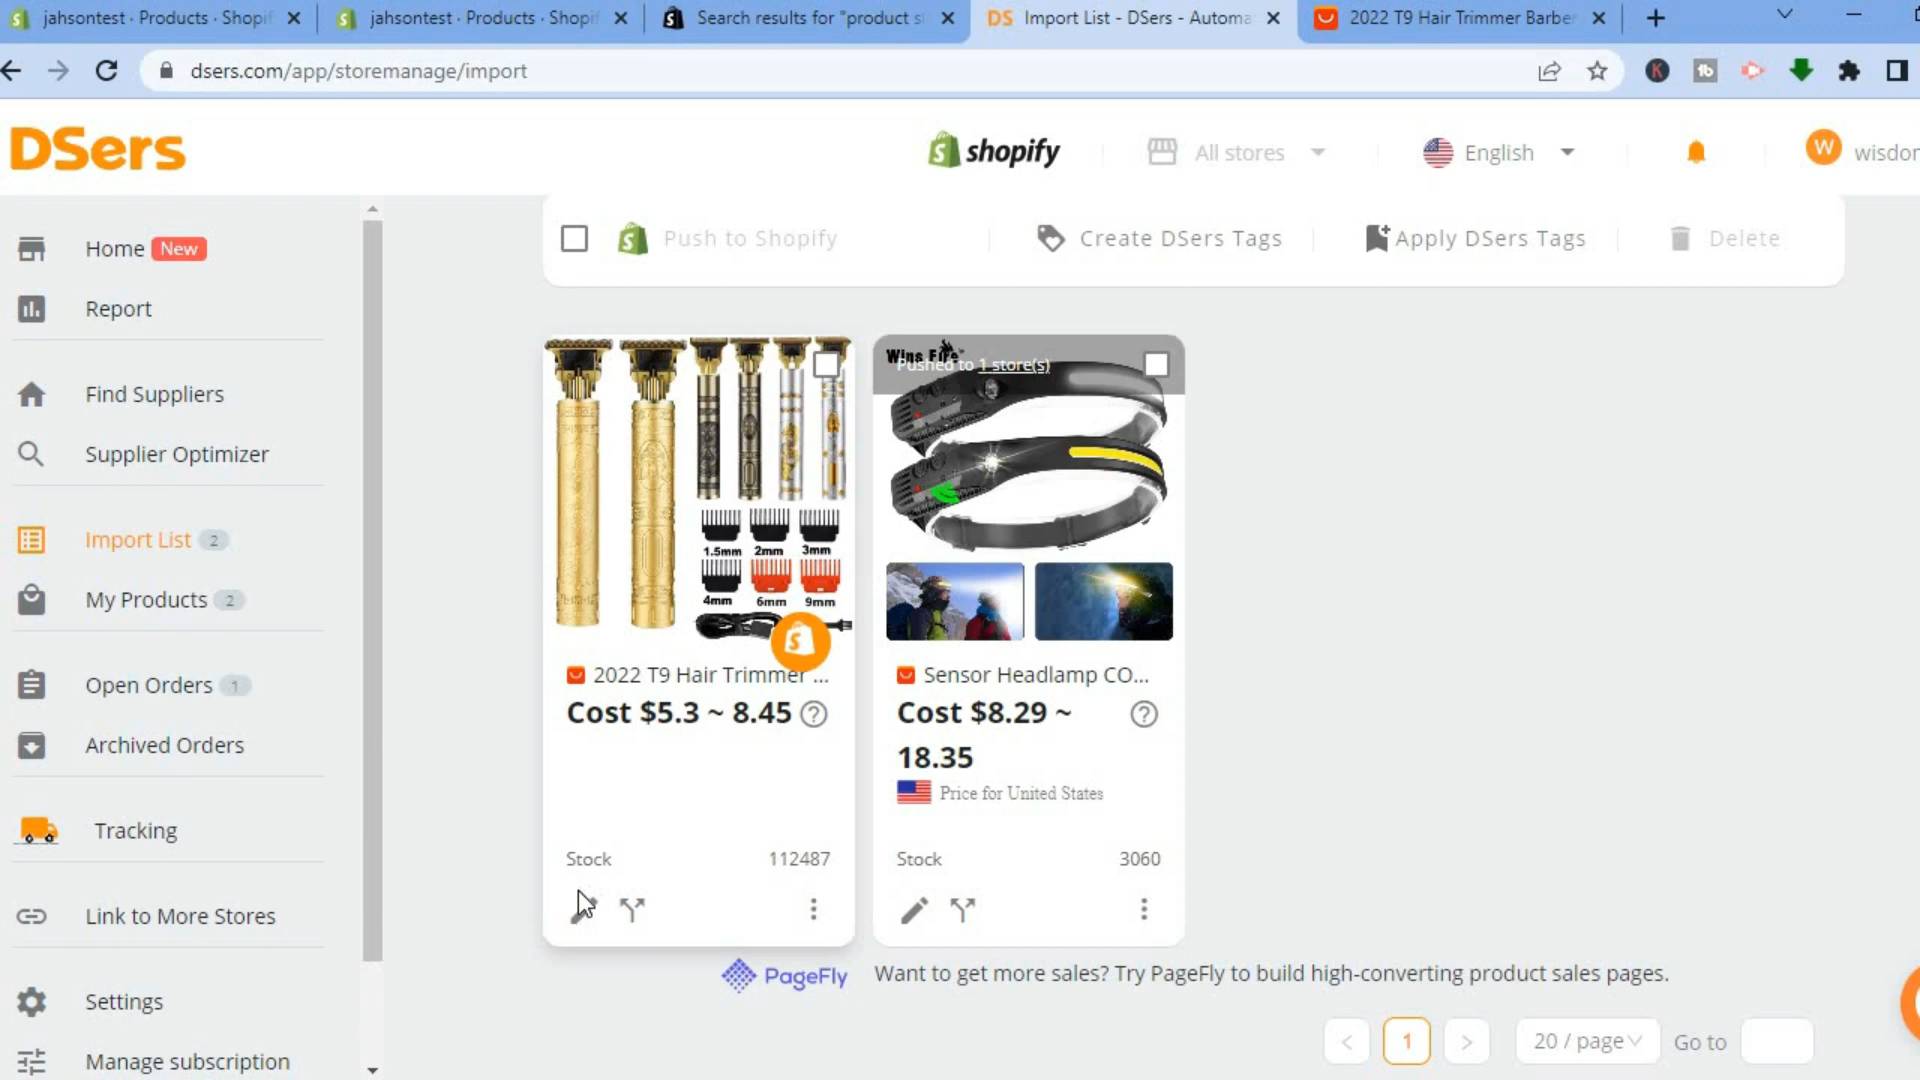 jahsontest · Products · Shopif
jahsontest · Products · Shopif
Search results for "product s
DS Import List - DSers - Automa
2022 T9 Hair Trimmer Barber
dsers.com/app/storemanage/import
DSers
shopify
All stores
English
W
wisdor
Home New
Report
Find Suppliers
Supplier Optimizer
Import List 2
My Products 2
Open Orders 1
Archived Orders
Tracking
Link to More Stores
Settings
Manage subscription
Push to Shopify
Create DSers Tags
Apply DSers Tags
Delete
1.5mm 2mm 3mm
4mm 6mm 9mm
2022 T9 Hair Trimmer ...
Cost $5.3 ~ 8.45
Stock 112487
Wins Fire
Pushed to 1 store(s)
Sensor Headlamp CO...
Cost $8.29 ~
18.35
Price for United States
Stock 3060
PageFly
Want to get more sales? Try PageFly to build high-converting product sales pages.
< 1 > 20 / page Go to